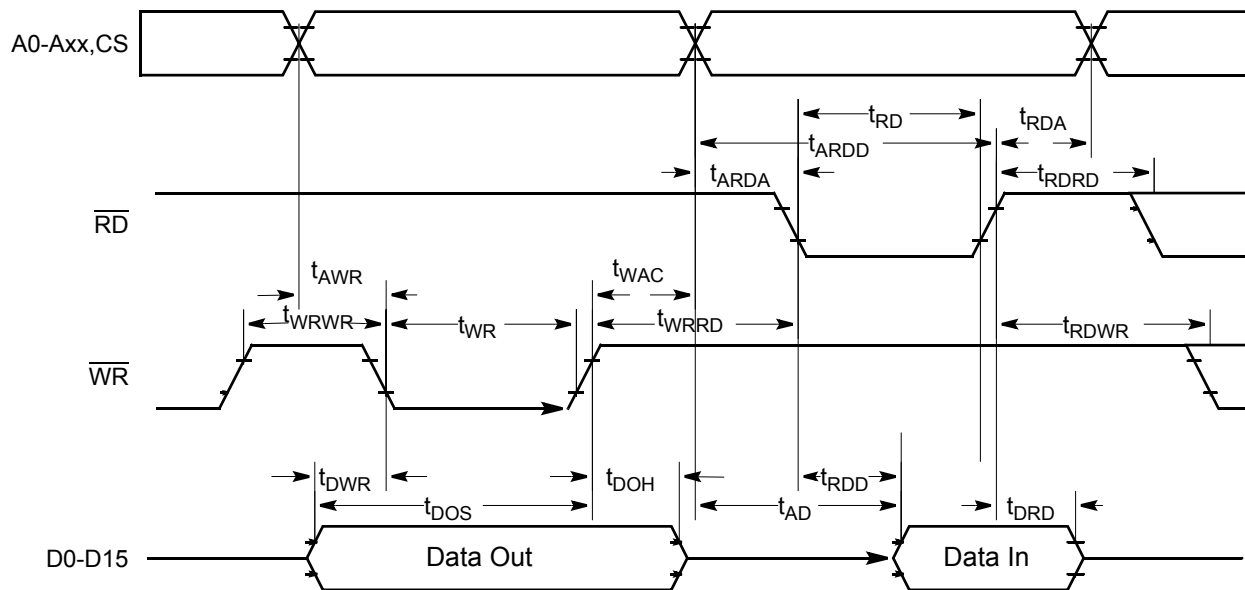 A0-Axx,CS
tRD
tRDA
tARDD
tARDA
tRDRD
RD
tAWR
tWAC
tWRWR
tWR
tWRRD
tRDWR
WR
tDWR
tDOH
tRDD
tDOS
tAD
tDRD
D0-D15
Data Out
Data In